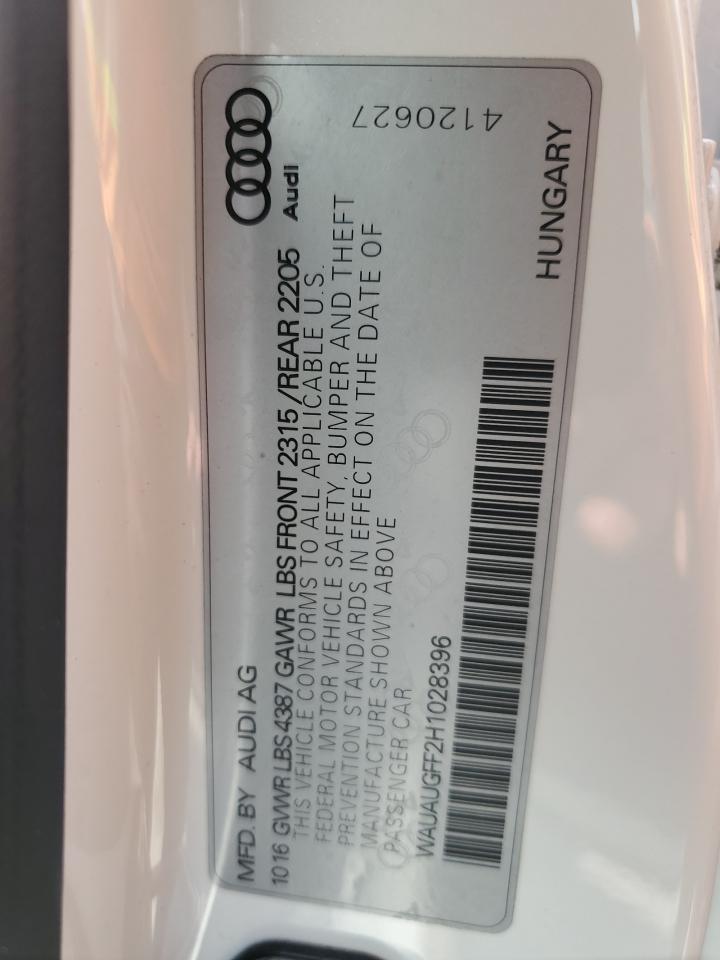 MFD. BY AUDI AG
Audi
1016 GVWR LBS 4387 GAWR LBS FRONT 2315 /REAR 2205
THIS VEHICLE CONFORMS TO ALL APPLICABLE U.S.
FEDERAL MOTOR VEHICLE SAFETY, BUMPER AND THEFT
PREVENTION STANDARDS IN EFFECT ON THE DATE OF
MANUFACTURE SHOWN ABOVE
PASSENGER CAR
WAUAUGFF2H1028396
4120627
HUNGARY